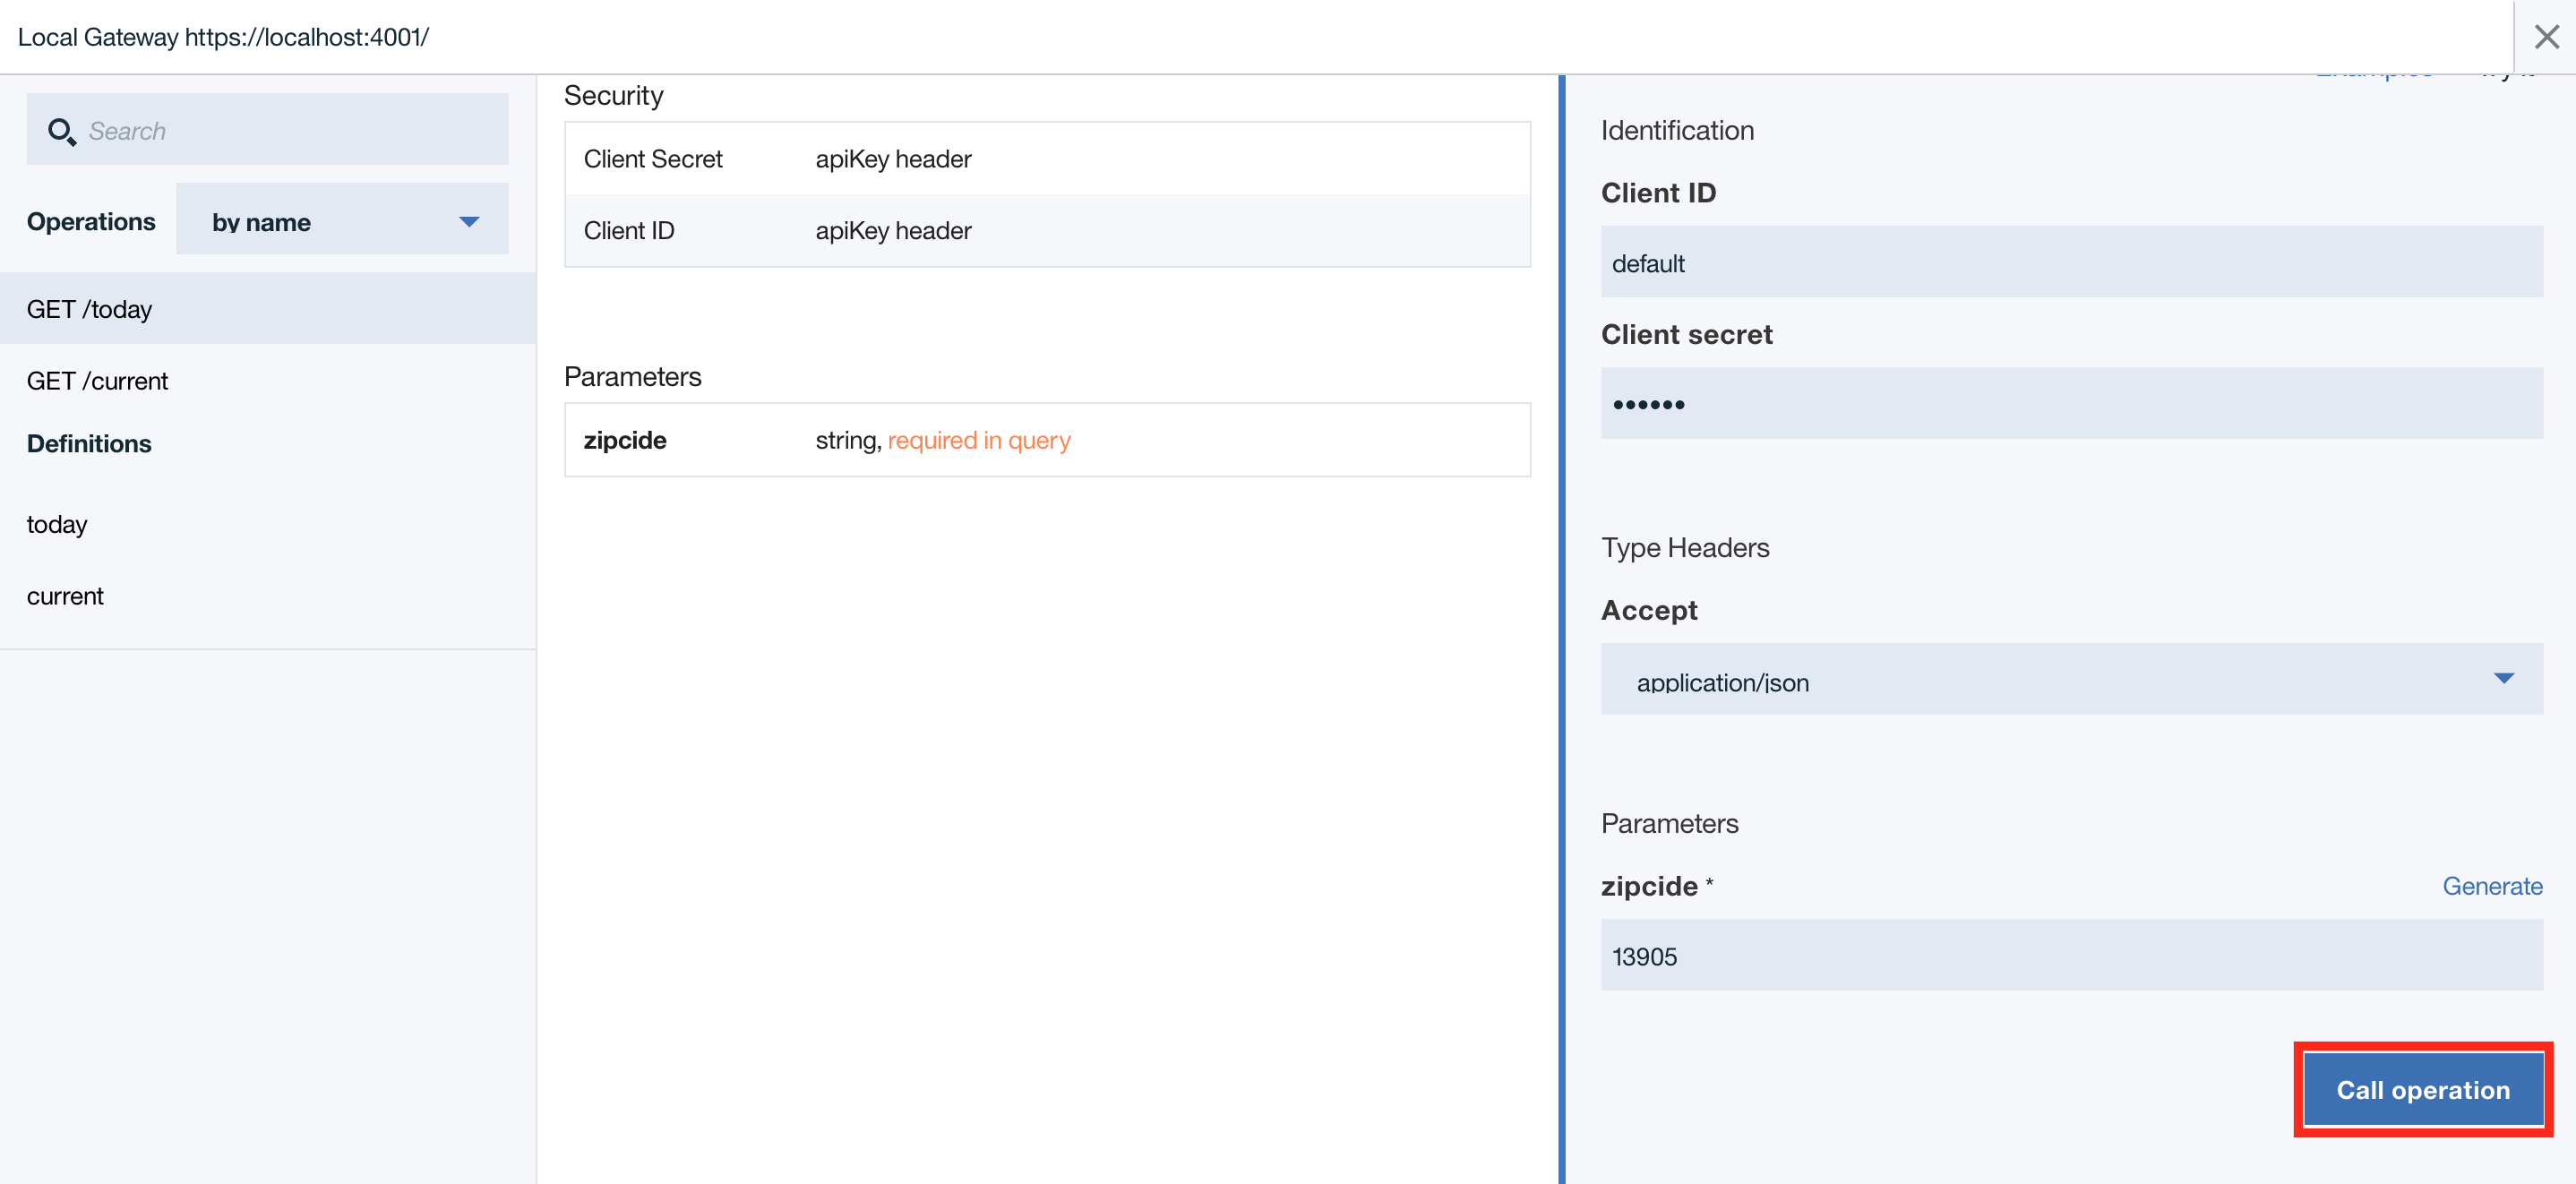 Local Gateway https://localhost:4001/
Search
Operations by name
GET /today
GET /current
Definitions
today
current
Security
Client Secret apiKey header
Client ID apiKey header
Parameters
zipcide string, required in query
Identification
Client ID
default
Client secret
••••••
Type Headers
Accept
application/json
Parameters
zipcide * Generate
13905
Call operation